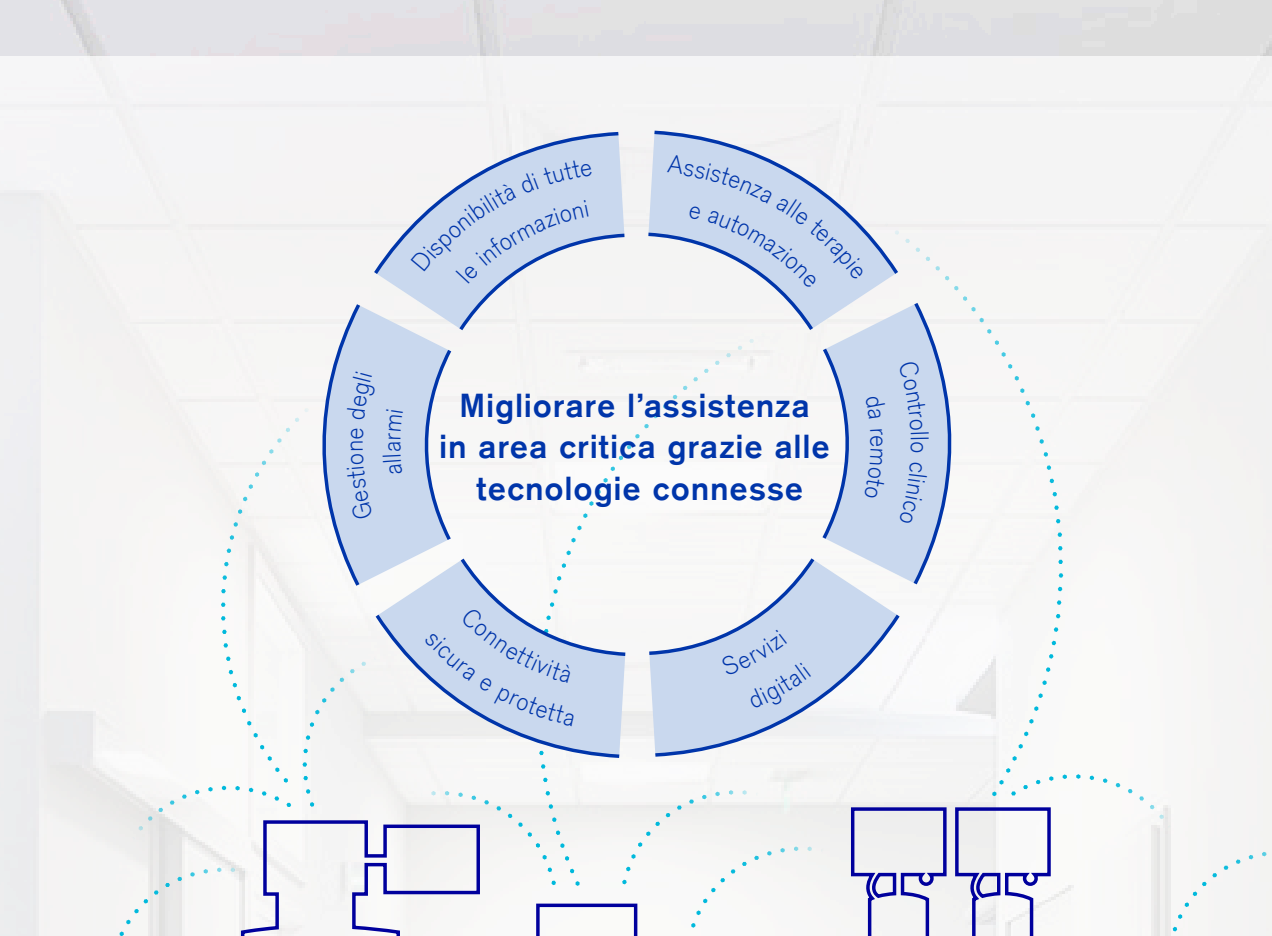 Disponibilità di tutte
le informazioni
Assistenza alle terapie
e automazione
Gestione degli
allarmi
Migliorare l’assistenza
in area critica grazie alle
tecnologie connesse
Controllo clinico
da remoto
Connettività
sicura e protetta
Servizi
digitali